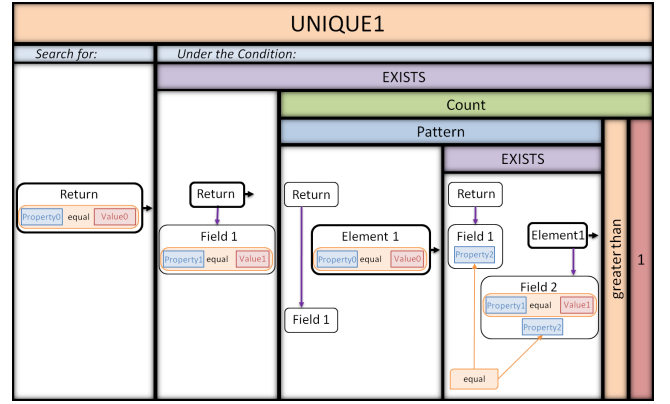 UNIQUE1
Search for:
Under the Condition:
EXISTS
Count
Pattern
EXISTS
Return
Property0 equal Value0
Return
Field 1
Property1 equal Value1
Return
Element 1
Property0 equal Value0
Field 1
Return
Field 1
Property2
Element1
Field 2
Property1 equal Value1
Property2
equal
greater than
1